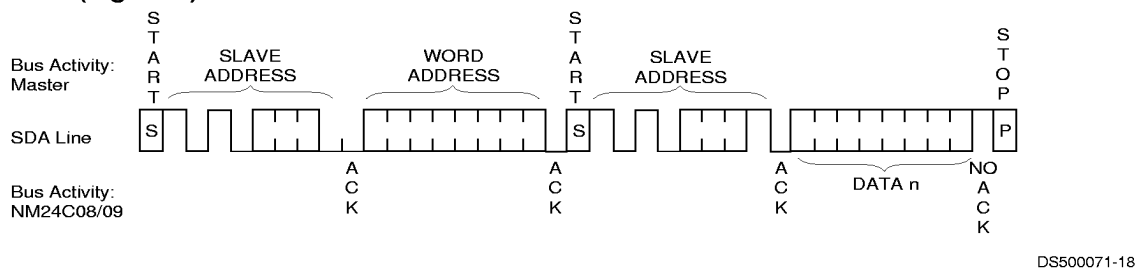 START
START
STOP
Bus Activity:
Master
SLAVE
ADDRESS
WORD
ADDRESS
SLAVE
ADDRESS
SDA Line
S
S
P
Bus Activity:
NM24C08/09
ACK
ACK
ACK
DATA n
NO
ACK
DS500071-18